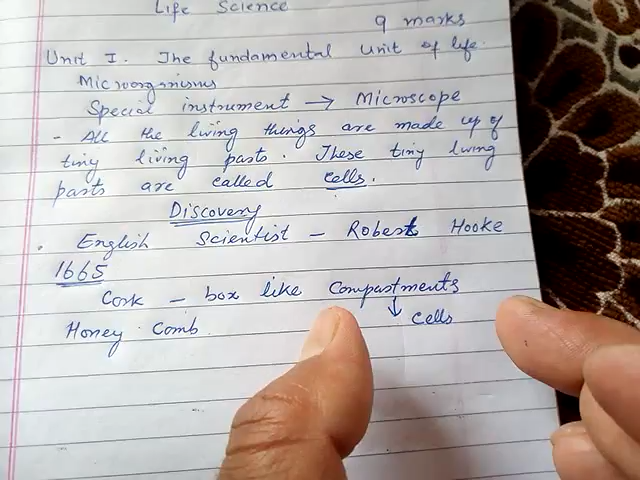 Life Science
9 marks
Unit I. The fundamental Unit of life.
Microorganisms
Special instrument → Microscope
- All the living things are made up of
tiny living parts. These tiny living
parts are called cells.
Discovery
. English Scientist - Robert Hooke
1665
Cork - box like Compartments
↓ cells
Honey Comb